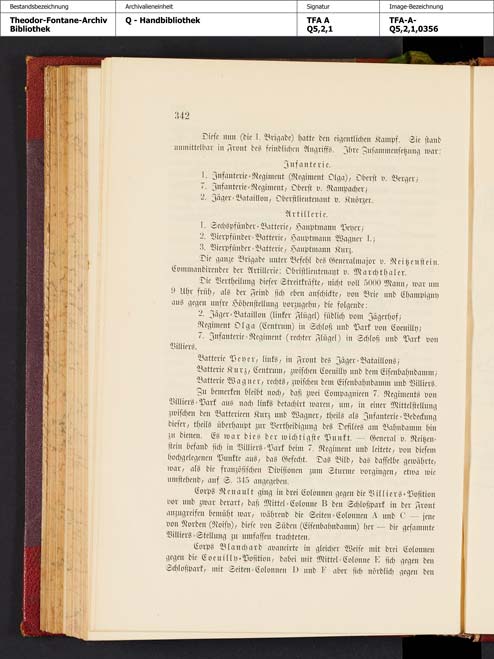 Bestandsbezeichnung
Theodor-Fontane-Archiv
Bibliothek
Archivalieneinheit
Q - Handbibliothek
Signatur
TFA A
Q5,2,1
Image-Bezeichnung
TFA-A-
Q5,2,1,0356
342
Diese nun (die I. Brigade) hatte den eigentlichen Kampf. Sie stand
unmittelbar in Front des feindlichen Angriffs. Ihre Zusammensetzung war:
Infanterie.
1. Infanterie-Regiment (Regiment Olga), Oberst v. Berger;
7. Infanterie-Regiment, Oberst v. Rampacher;
2. Jäger-Bataillon, Oberstlieutenant v. Knörzer.
Artillerie.
1. Sechspfünder-Batterie, Hauptmann Peyer;
2. Vierpfünder-Batterie, Hauptmann Wagner I.;
3. Vierpfünder-Batterie, Hauptmann Kurz.
Die ganze Brigade unter Befehl des Generalmajor v. Reitzenstein.
Commandirender der Artillerie: Obristlieutenant v. Marchthaler.
Die Vertheilung dieser Streitkräfte, nicht voll 5000 Mann, war um
9 Uhr früh, als der Feind sich eben anschickte, von Brie und Champigny
aus gegen unsre Höhenstellung vorzugehn, die folgende:
2. Jäger-Bataillon (linker Flügel) südlich vom Jägerhof;
Regiment Olga (Centrum) in Schloß und Park von Coeuilly;
7. Infanterie-Regiment (rechter Flügel) in Schloß und Park von
Villiers.
Batterie Peyer, links, in Front des Jäger-Bataillons;
Batterie Kurz, Centrum, zwischen Coeuilly und dem Eisenbahndamm;
Batterie Wagner, rechts, zwischen dem Eisenbahndamm und Villiers.
Zu bemerken bleibt noch, daß zwei Compagnieen 7. Regiments von
Villiers-Park aus nach links detachirt waren, um, in einer Mittelstellung
zwischen den Batterieen Kurz und Wagner, theils als Infanterie-Bedeckung
dieser, theils überhaupt zur Vertheidigung des Defilées am Bahndamm hin
zu dienen. Es war dies der wichtigste Punkt. — General v. Reitzen-
stein befand sich in Villiers-Park beim 7. Regiment und leitete, von diesem
hochgelegenen Punkte aus, das Gefecht. Das Bild, das dasselbe gewährte,
war, als die französischen Divisionen zum Sturme vorgingen, etwa wie
umstehend, auf S. 345 angegeben.
Corps Renault ging in drei Colonnen gegen die Villiers-Position
vor und zwar derart, daß Mittel-Colonne B den Schloßpark in der Front
anzugreifen bemüht war, während die Seiten-Colonnen A und C — jene
von Norden (Noisy), diese von Süden (Eisenbahndamm) her — die gesammte
Villiers-Stellung zu umfassen trachteten.
Corps Blanchard avancirte in gleicher Weise mit drei Colonnen
gegen die Coeuilly-Position, dabei mit Mittel-Colonne E sich gegen den
Schloßpark, mit Seiten-Colonnen D und F aber sich nördlich gegen den